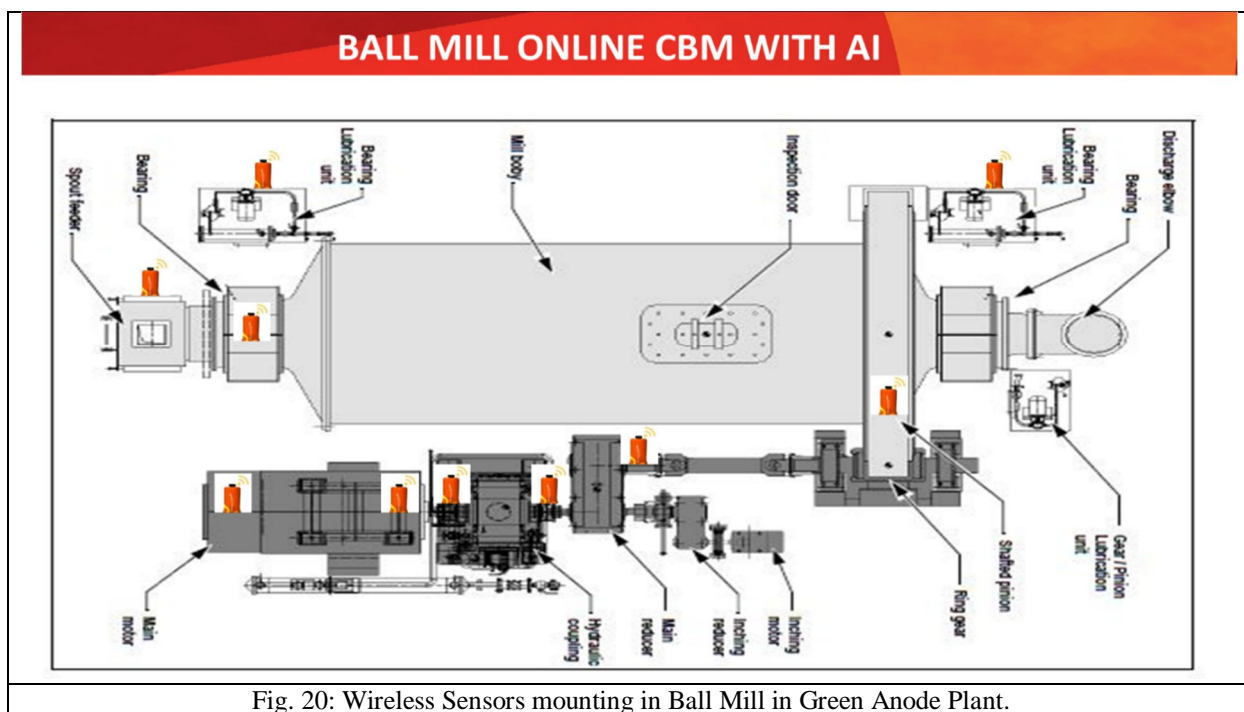 BALL MILL ONLINE CBM WITH AI
Discharge elbow
Bearing
Bearing
Lubrication
unit
Inspection door
Mill boby
Bearing
Lubrication
unit
Bearing
Spout feeder
Gear / Pinion
Lubrication
unit
Shafted pinion
Ring gear
Inching
motor
Inching
reducer
Main
reducer
Hydraulic
coupling
Main
motor
Fig. 20: Wireless Sensors mounting in Ball Mill in Green Anode Plant.